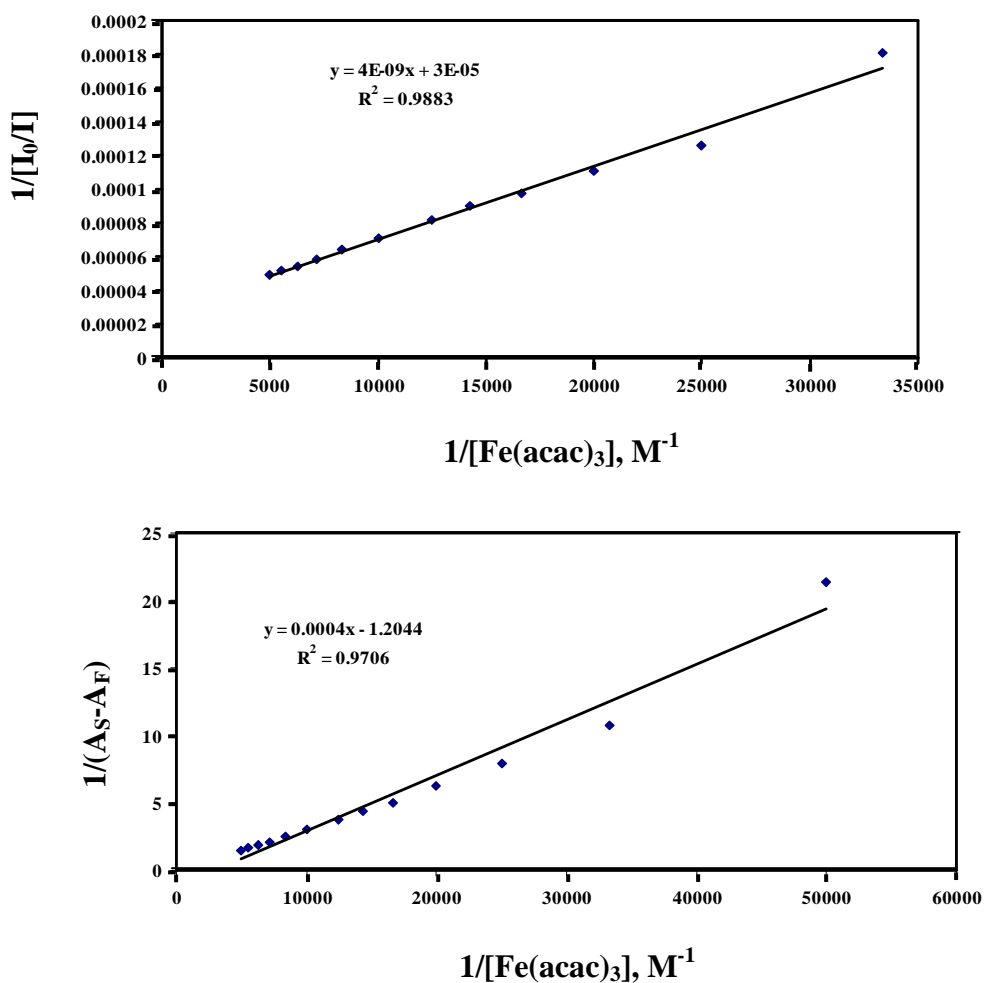 0.0002
0.00018
0.00016
0.00014
0.00012
0.0001
0.00008
0.00006
0.00004
0.00002
0
1/[I₀/I]
y = 4E-09x + 3E-05
R² = 0.9883
0 5000 10000 15000 20000 25000 30000 35000
1/[Fe(acac)₃], M⁻¹
25
20
15
10
5
0
1/(A_S-A_F)
y = 0.0004x - 1.2044
R² = 0.9706
0 10000 20000 30000 40000 50000 60000
1/[Fe(acac)₃], M⁻¹